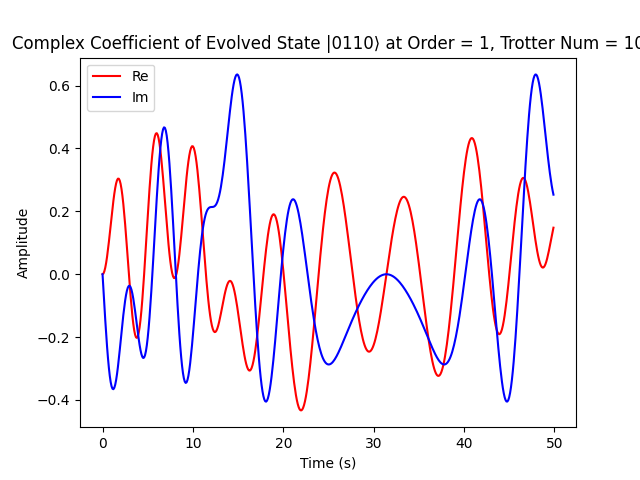 Complex Coefficient of Evolved State |0110⟩ at Order = 1, Trotter Num = 10
Re
Im
Amplitude
0.6
0.4
0.2
0.0
−0.2
−0.4
0 10 20 30 40 50
Time (s)